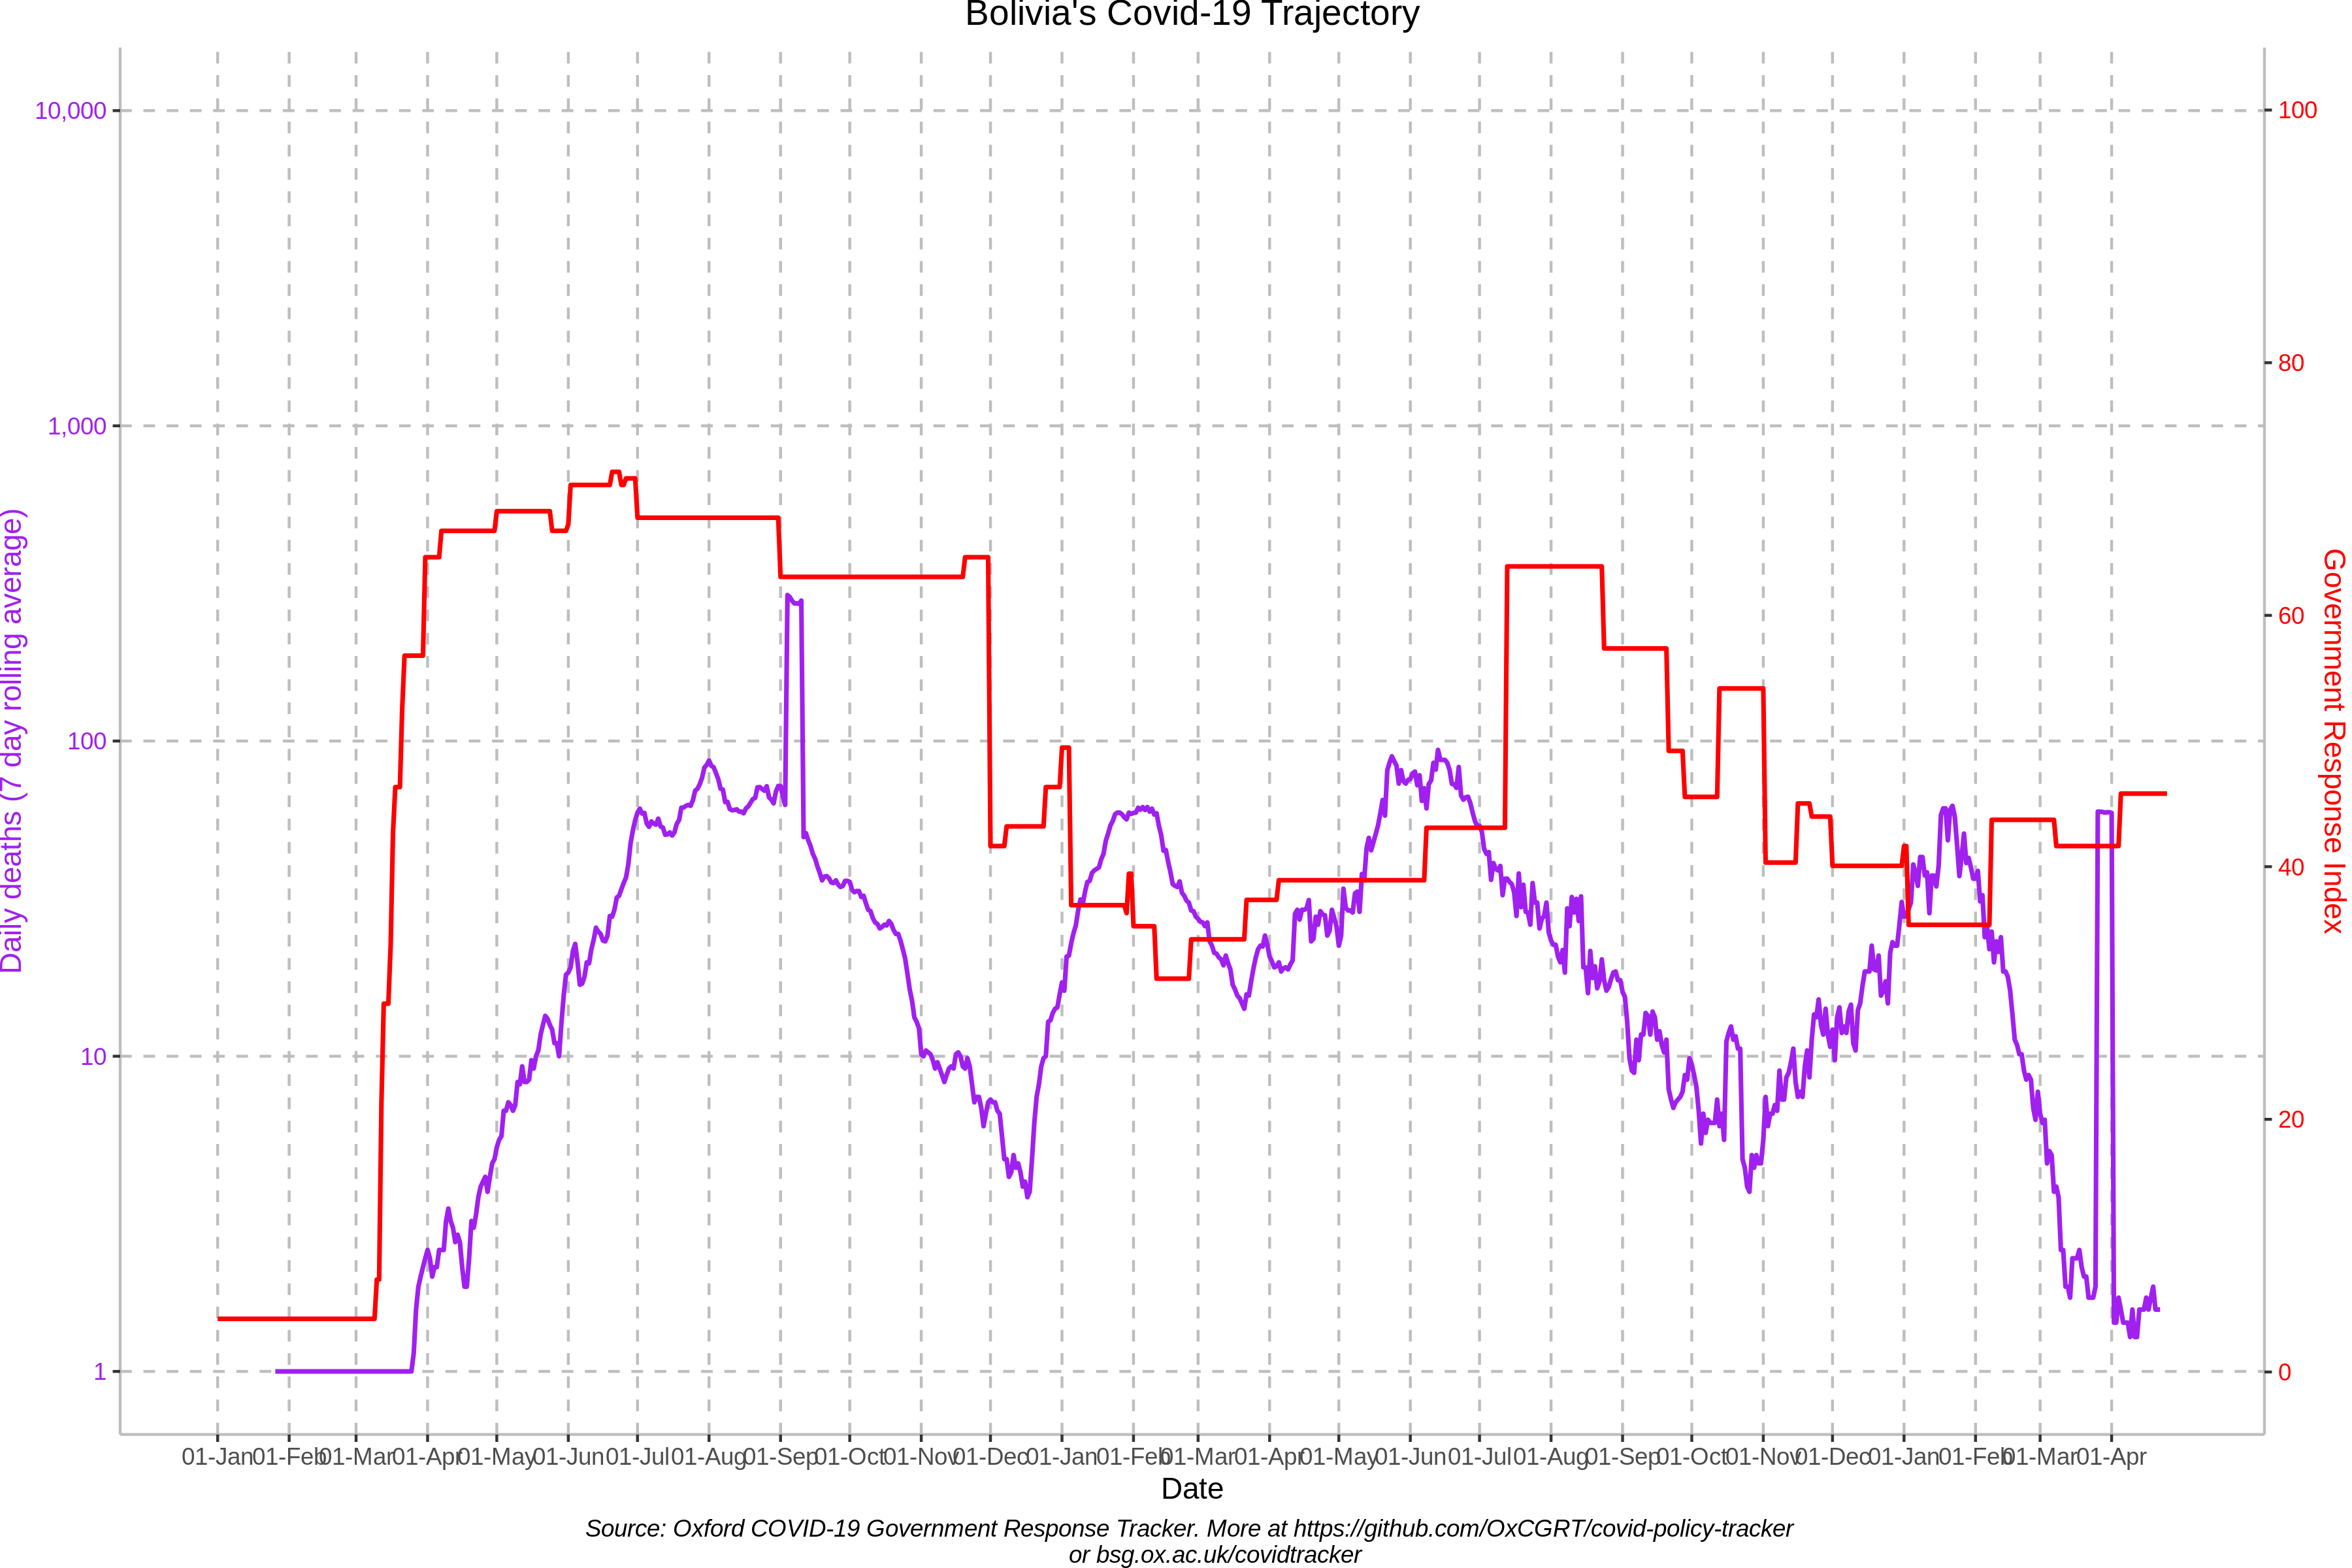 Bolivia's Covid-19 Trajectory
10,000
1,000
100
10
1
Daily deaths (7 day rolling average)
100
80
60
40
20
0
Government Response Index
01-Jan 01-Feb 01-Mar 01-Apr 01-May 01-Jun 01-Jul 01-Aug 01-Sep 01-Oct 01-Nov 01-Dec 01-Jan 01-Feb 01-Mar 01-Apr 01-May 01-Jun 01-Jul 01-Aug 01-Sep 01-Oct 01-Nov 01-Dec 01-Jan 01-Feb 01-Mar 01-Apr
Date
Source: Oxford COVID-19 Government Response Tracker. More at https://github.com/OxCGRT/covid-policy-tracker
or bsg.ox.ac.uk/covidtracker